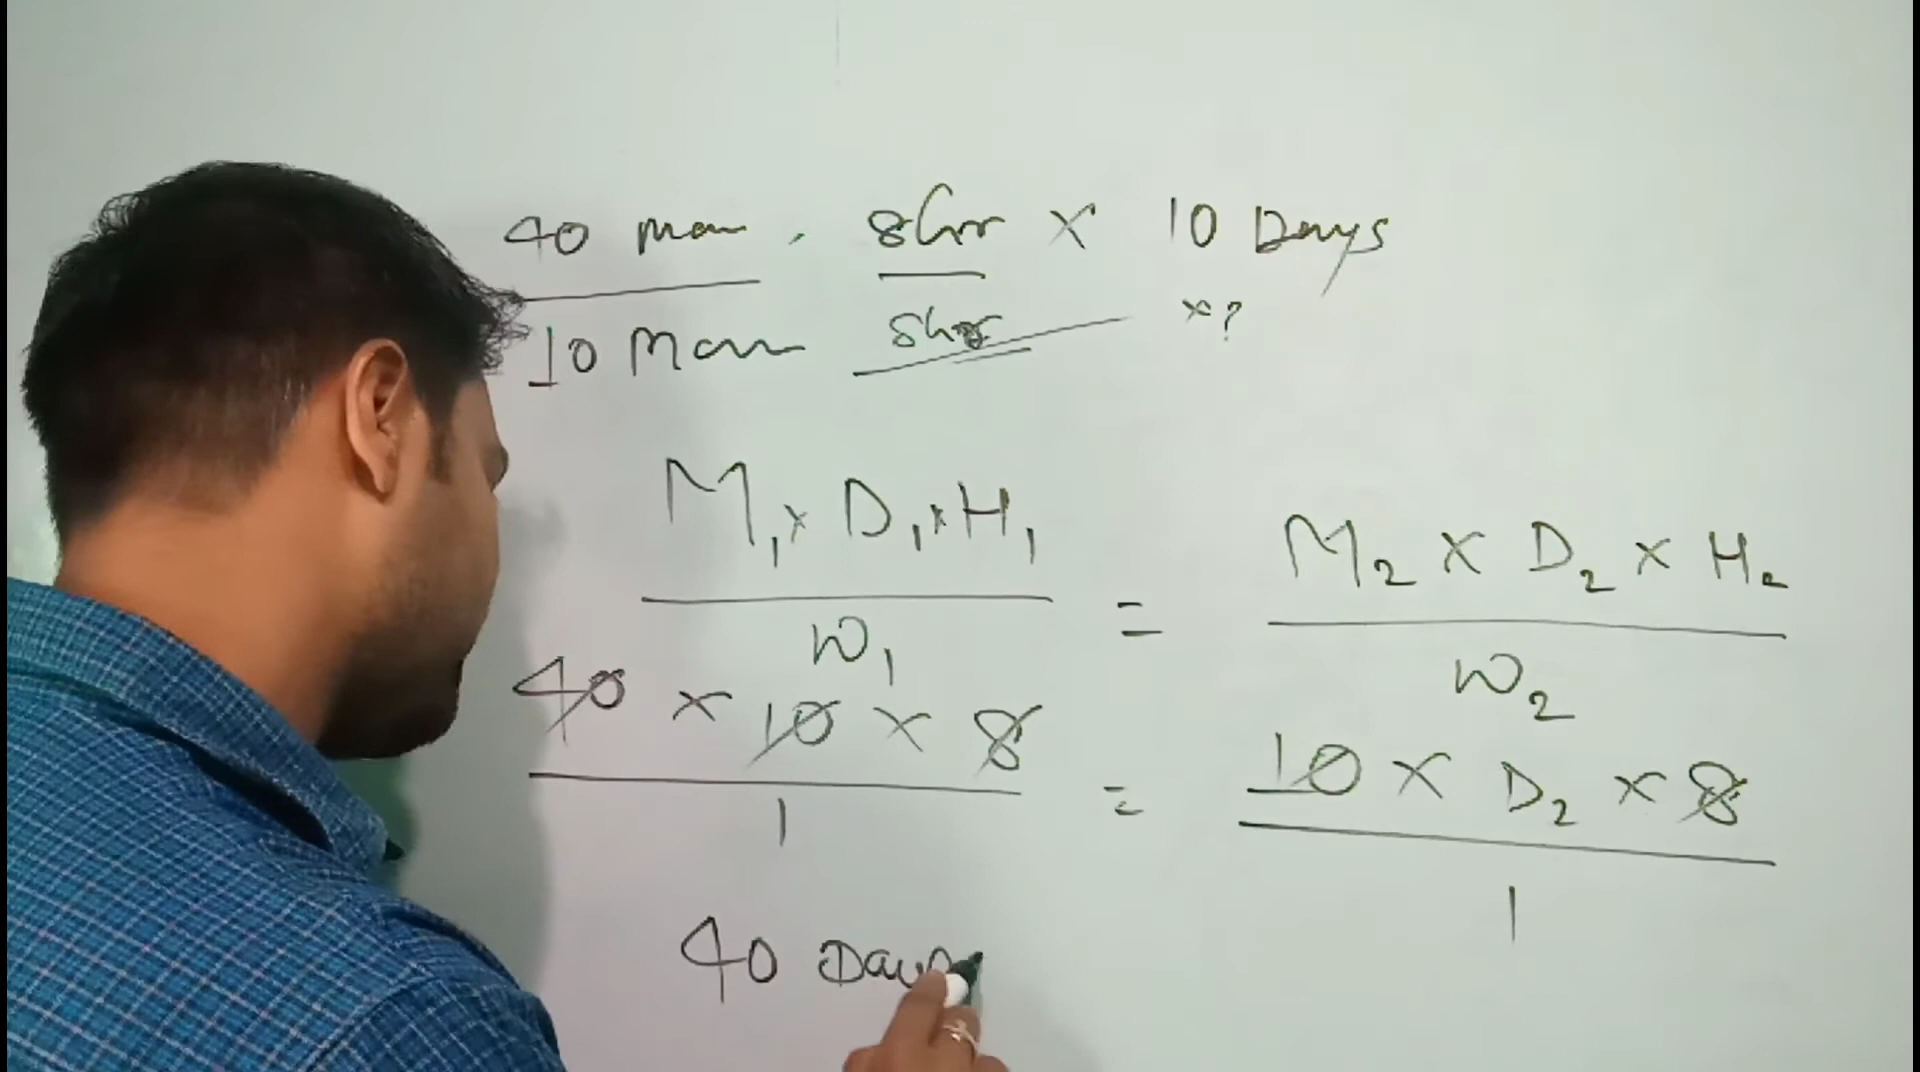 40 Man, 8hr × 10 Days
10 Man 8hr ×?
M₁ × D₁ × H₁ = M₂ × D₂ × H₂
W₁ W₂
40 × 10 × 8 = 10 × D₂ × 8
1 1
40 Days